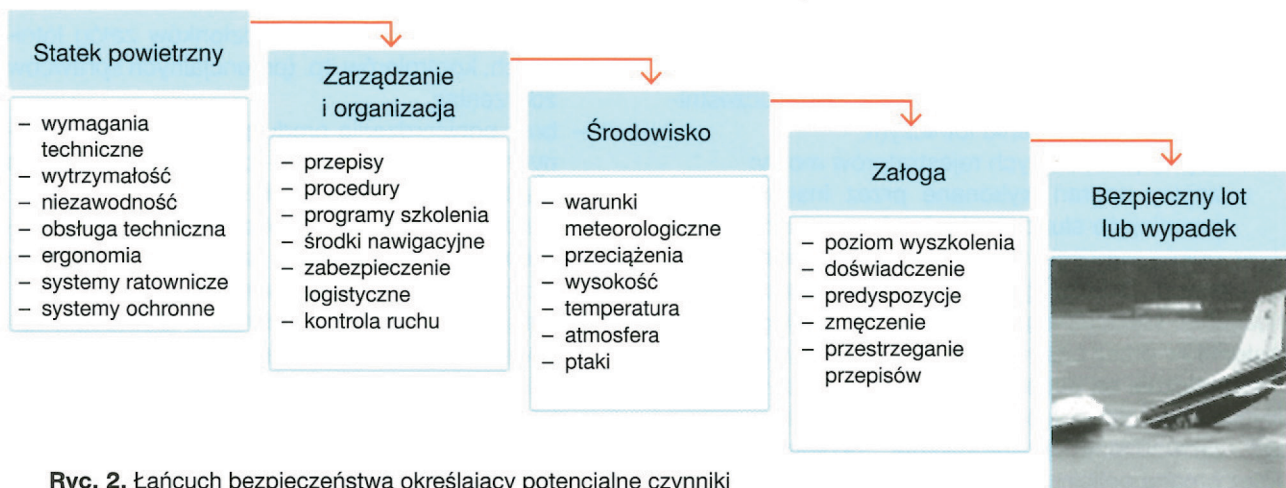 Statek powietrzny
– wymagania
techniczne
– wytrzymałość
– niezawodność
– obsługa techniczna
– ergonomia
– systemy ratownicze
– systemy ochronne
Zarządzanie
i organizacja
– przepisy
– procedury
– programy szkolenia
– środki nawigacyjne
– zabezpieczenie
logistyczne
– kontrola ruchu
Środowisko
– warunki
meteorologiczne
– przeciążenia
– wysokość
– temperatura
– atmosfera
– ptaki
Załoga
– poziom wyszkolenia
– doświadczenie
– predyspozycje
– zmęczenie
– przestrzeganie
przepisów
Bezpieczny lot
lub wypadek
Ryc. 2. Łańcuch bezpieczeństwa określający potencjalne czynniki